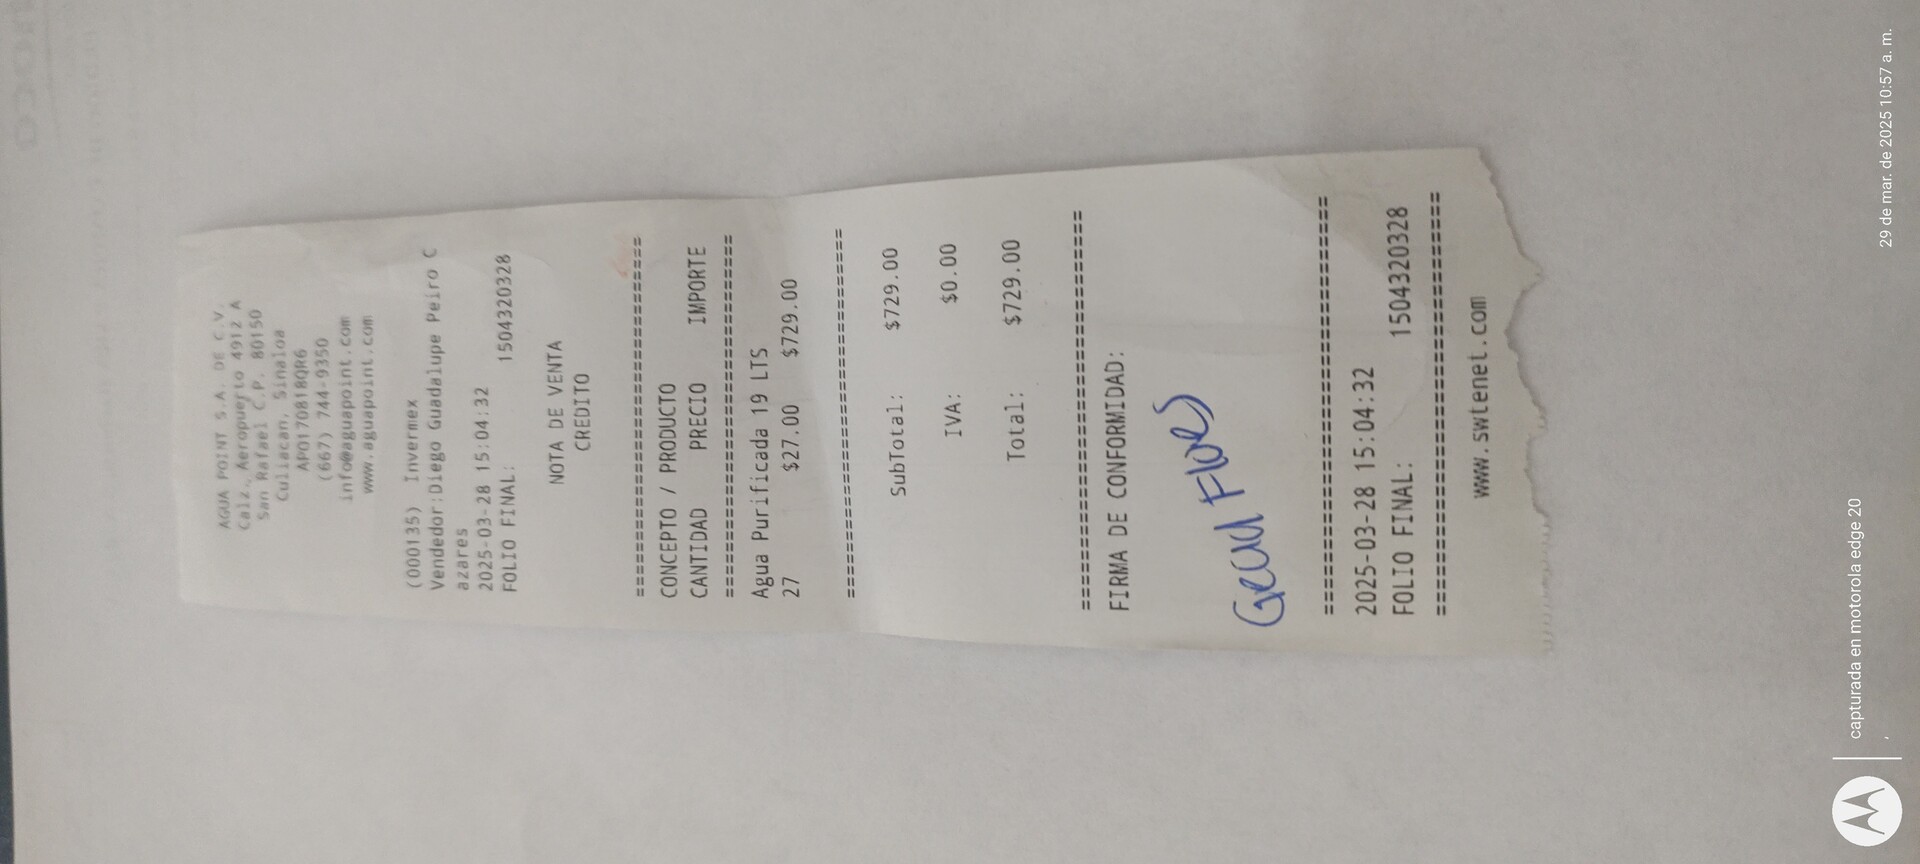 AGUA POINT S.A. DE C.V.
Calz. Aeropuerto 4912 A
San Rafael C.P. 80150
Culiacan, Sinaloa
APO170818QR6
(667) 744-9350
info@aguapoint.com
www.aguapoint.com
(000135) Invermex
Vendedor:Diego Guadalupe Peiro C
azares
2025-03-28 15:04:32
FOLIO FINAL: 1504320328
NOTA DE VENTA
CREDITO
================================
CONCEPTO / PRODUCTO
CANTIDAD PRECIO IMPORTE
================================
Agua Purificada 19 LTS
27 $27.00 $729.00
================================
SubTotal: $729.00
IVA: $0.00
Total: $729.00
================================
FIRMA DE CONFORMIDAD:
Flores
================================
2025-03-28 15:04:32
FOLIO FINAL: 1504320328
================================
www.swtenet.com
capturada en motorola edge 20
29 de mar. de 2025 10:57 a. m.